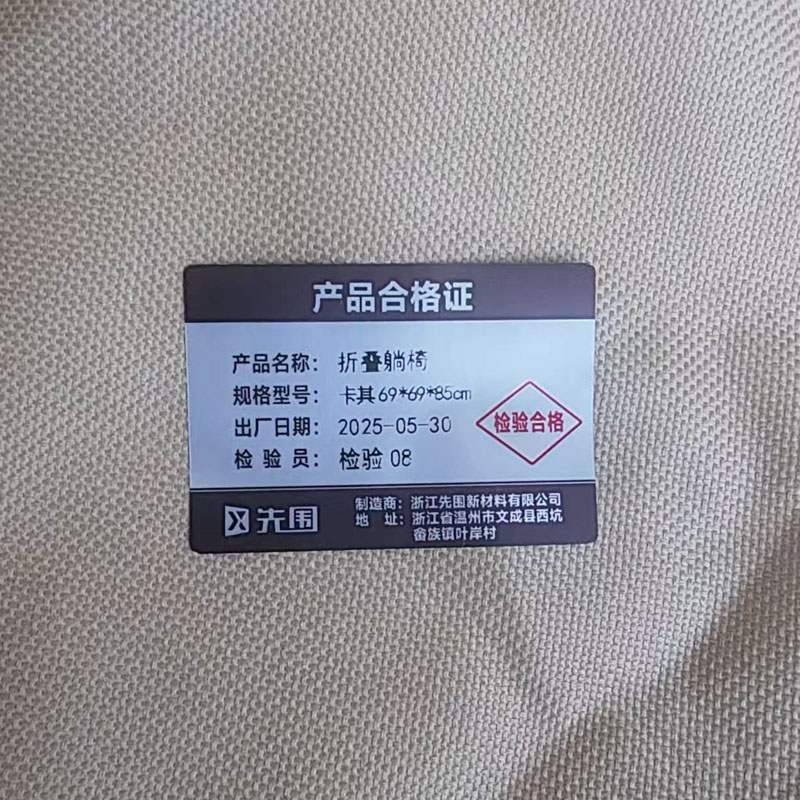 产品合格证
产品名称： 折叠躺椅
规格型号： 卡其69*69*85cm
出厂日期： 2025-05-30
检 验 员： 检验 08
检验合格
先围
制造商：浙江先围新材料有限公司
地 址：浙江省温州市文成县西坑
畲族镇叶岸村